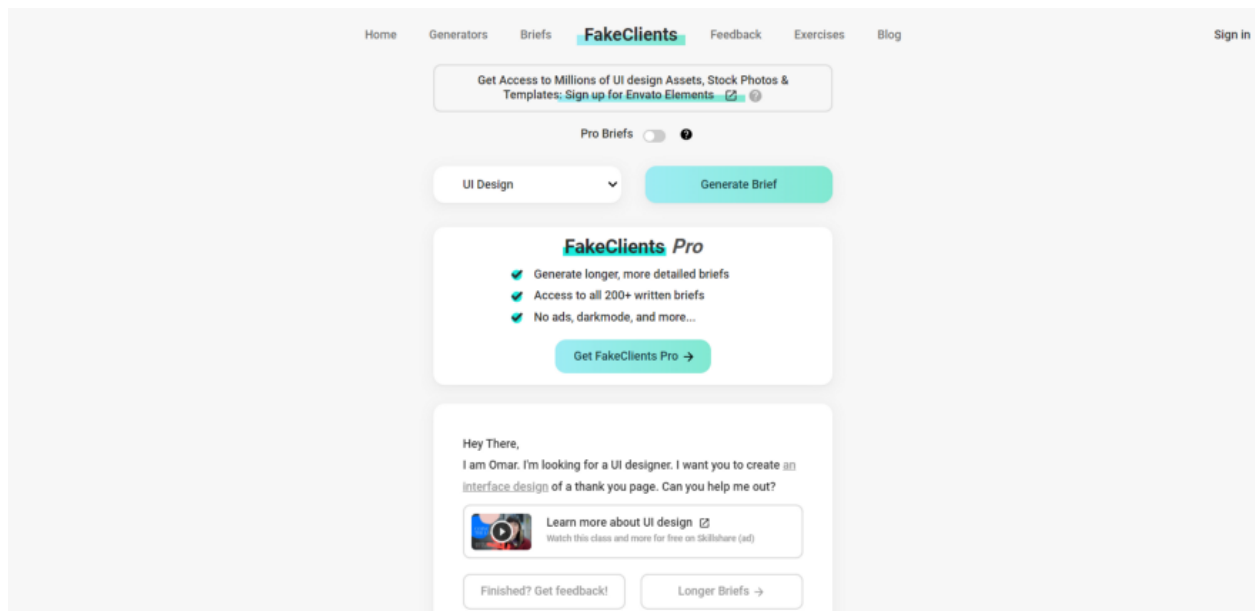 Home Generators Briefs FakeClients Feedback Exercises Blog Sign in
Get Access to Millions of UI design Assets, Stock Photos &
Templates: Sign up for Envato Elements
Pro Briefs
UI Design
Generate Brief
FakeClients Pro
Generate longer, more detailed briefs
Access to all 200+ written briefs
No ads, darkmode, and more...
Get FakeClients Pro →
Hey There,
I am Omar. I'm looking for a UI designer. I want you to create an
interface design of a thank you page. Can you help me out?
Learn more about UI design
Watch this class and more for free on Skillshare (ad)
Finished? Get feedback!
Longer Briefs →